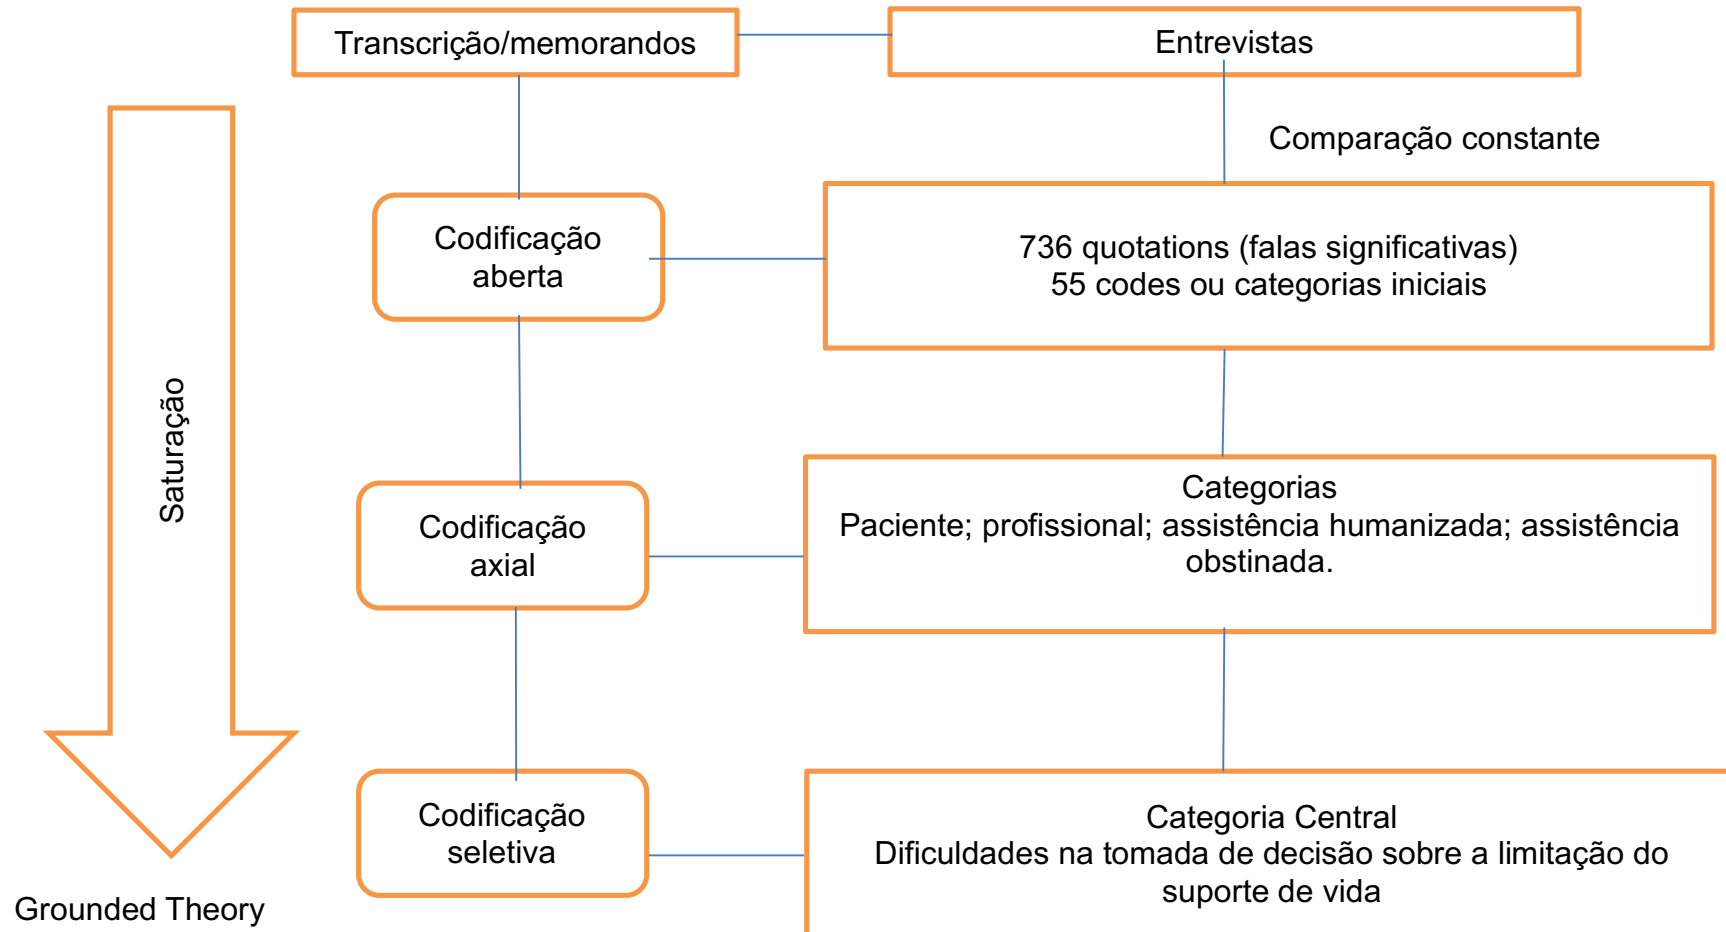 Transcrição/memorandos
Entrevistas
Comparação constante
Codificação
aberta
736 quotations (falas significativas)
55 codes ou categorias iniciais
Saturação
Codificação
axial
Categorias
Paciente; profissional; assistência humanizada; assistência
obstinada.
Codificação
seletiva
Categoria Central
Dificuldades na tomada de decisão sobre a limitação do
suporte de vida
Grounded Theory